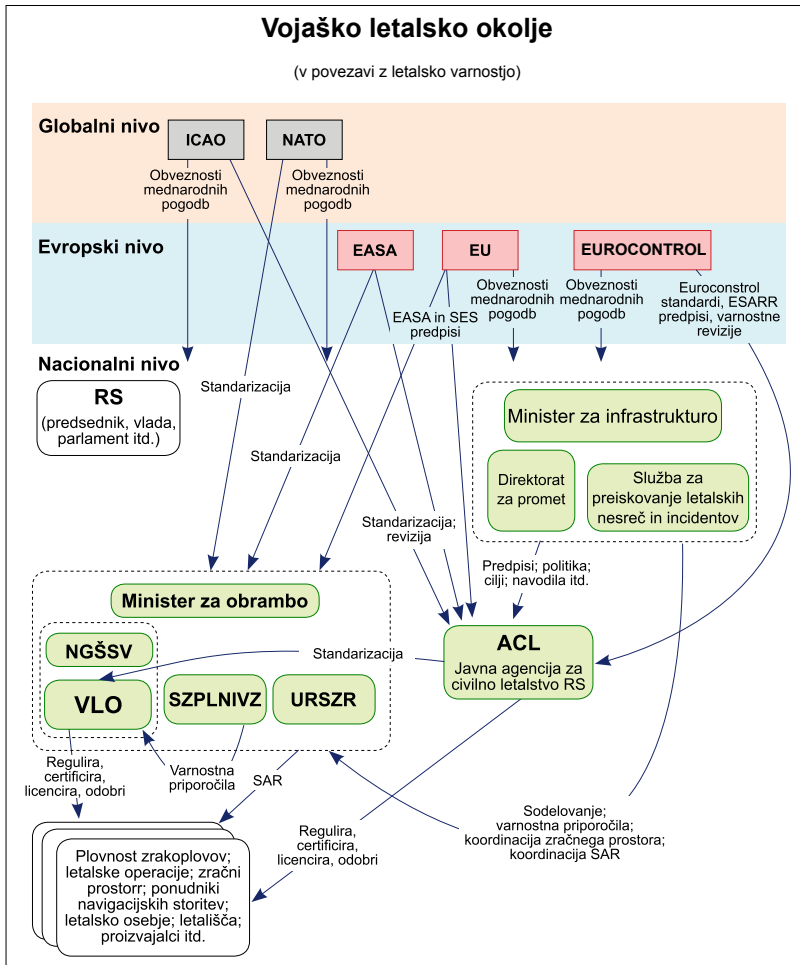 Vojaško letalsko okolje
(v povezavi z letalsko varnostjo)
Globalni nivo
ICAO
NATO
Obveznosti
mednarodnih
pogodb
Obveznosti
mednarodnih
pogodb
Evropski nivo
EASA
EU
EUROCONTROL
EASA in SES
predpisi
Obveznosti
mednarodnih
pogodb
Obveznosti
mednarodnih
pogodb
Euroconstrol
standardi, ESARR
predpisi, varnostne
revizije
Nacionalni nivo
RS
(predsednik, vlada,
parlament itd.)
Standarizacija
Standarizacija
Standarizacija;
revizija
Minister za infrastrukturo
Direktorat
za promet
Služba za
preiskovanje letalskih
nesreč in incidentov
Predpisi; politika;
cilji; navodila itd.
Minister za obrambo
NGŠSV
VLO
SZPLNIVZ
URSZR
Standarizacija
ACL
Javna agencija za
civilno letalstvo RS
Regulira,
certificira,
licencira, odobri
Varnostna
priporočila
SAR
Regulira,
certificira,
licencira, odobri
Sodelovanje;
varnostna priporočila;
koordinacija zračnega prostora;
koordinacija SAR
Plovnost zrakoplovov;
letalske operacije; zračni
prostorr; ponudniki
navigacijskih storitev;
letalsko osebje; letališča;
proizvajalci itd.